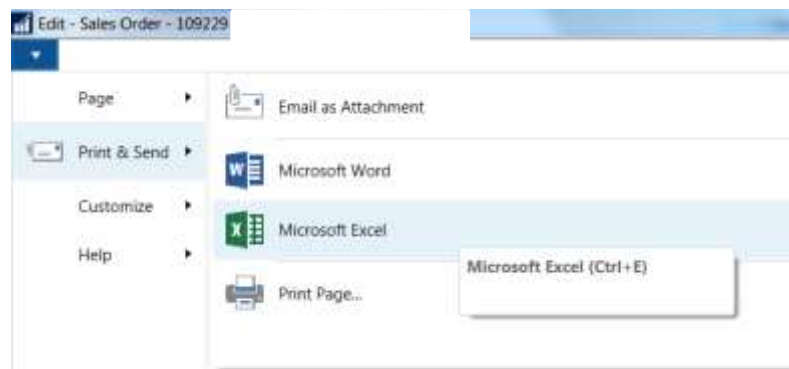 Edit - Sales Order - 109229
Page
Print & Send
Customize
Help
Email as Attachment
Microsoft Word
Microsoft Excel
Print Page...
Microsoft Excel (Ctrl+E)